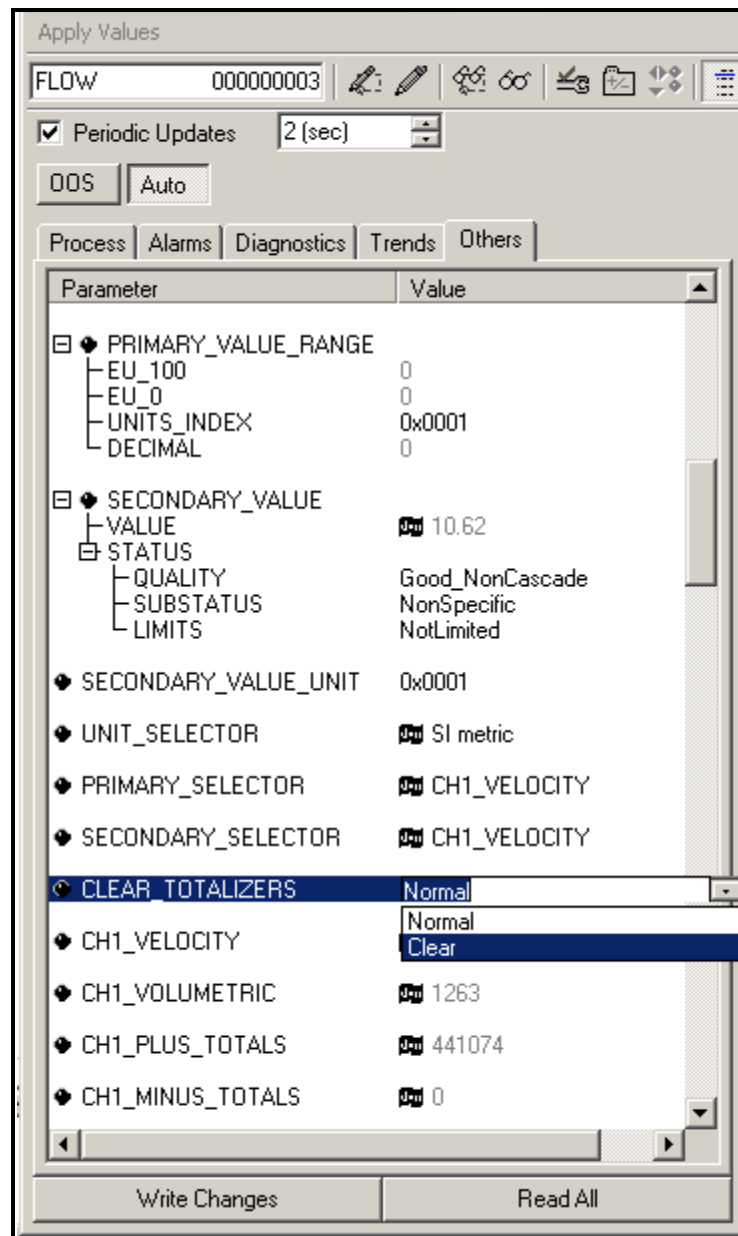 Apply Values
FLOW 000000003
Periodic Updates 2 (sec)
OOS Auto
Process Alarms Diagnostics Trends Others
Parameter Value
PRIMARY_VALUE_RANGE
EU_100 0
EU_0 0
UNITS_INDEX 0x0001
DECIMAL 0
SECONDARY_VALUE
VALUE 10.62
STATUS
QUALITY Good_NonCascade
SUBSTATUS NonSpecific
LIMITS NotLimited
SECONDARY_VALUE_UNIT 0x0001
UNIT_SELECTOR SI metric
PRIMARY_SELECTOR CH1_VELOCITY
SECONDARY_SELECTOR CH1_VELOCITY
CLEAR_TOTALIZERS Normal
Normal
CH1_VELOCITY Clear
CH1_VOLUMETRIC 1263
CH1_PLUS_TOTALS 441074
CH1_MINUS_TOTALS 0
Write Changes Read All